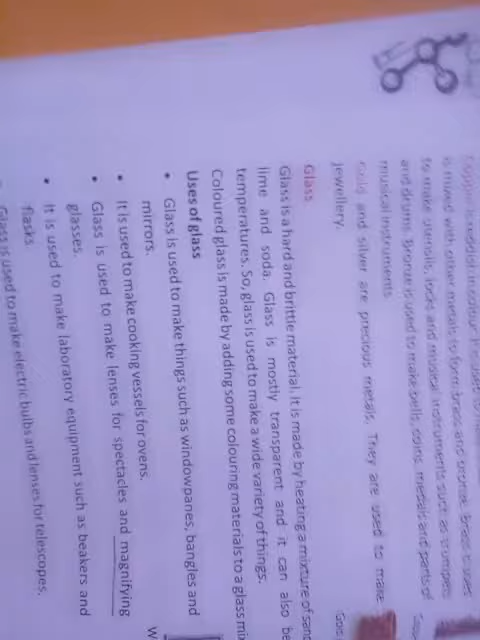 is mixed with other metals to form brass and bronze. Brass is used
to make utensils, locks and musical instruments such as trumpets
and drums. Bronze is used to make bells, coins, medals and parts of
musical instruments.
Gold and silver are precious metals. They are used to make
jewellery.
Glass
Glass is a hard and brittle material. It is made by heating a mixture of sand
lime and soda. Glass is mostly transparent and it can also be
temperatures. So, glass is used to make a wide variety of things.
Coloured glass is made by adding some colouring materials to a glass mix
Uses of glass
• Glass is used to make things such as windowpanes, bangles and
mirrors.
• It is used to make cooking vessels for ovens.
• Glass is used to make lenses for spectacles and magnifying
glasses.
• It is used to make laboratory equipment such as beakers and
flasks.
Glass is used to make electric bulbs and lenses for telescopes.